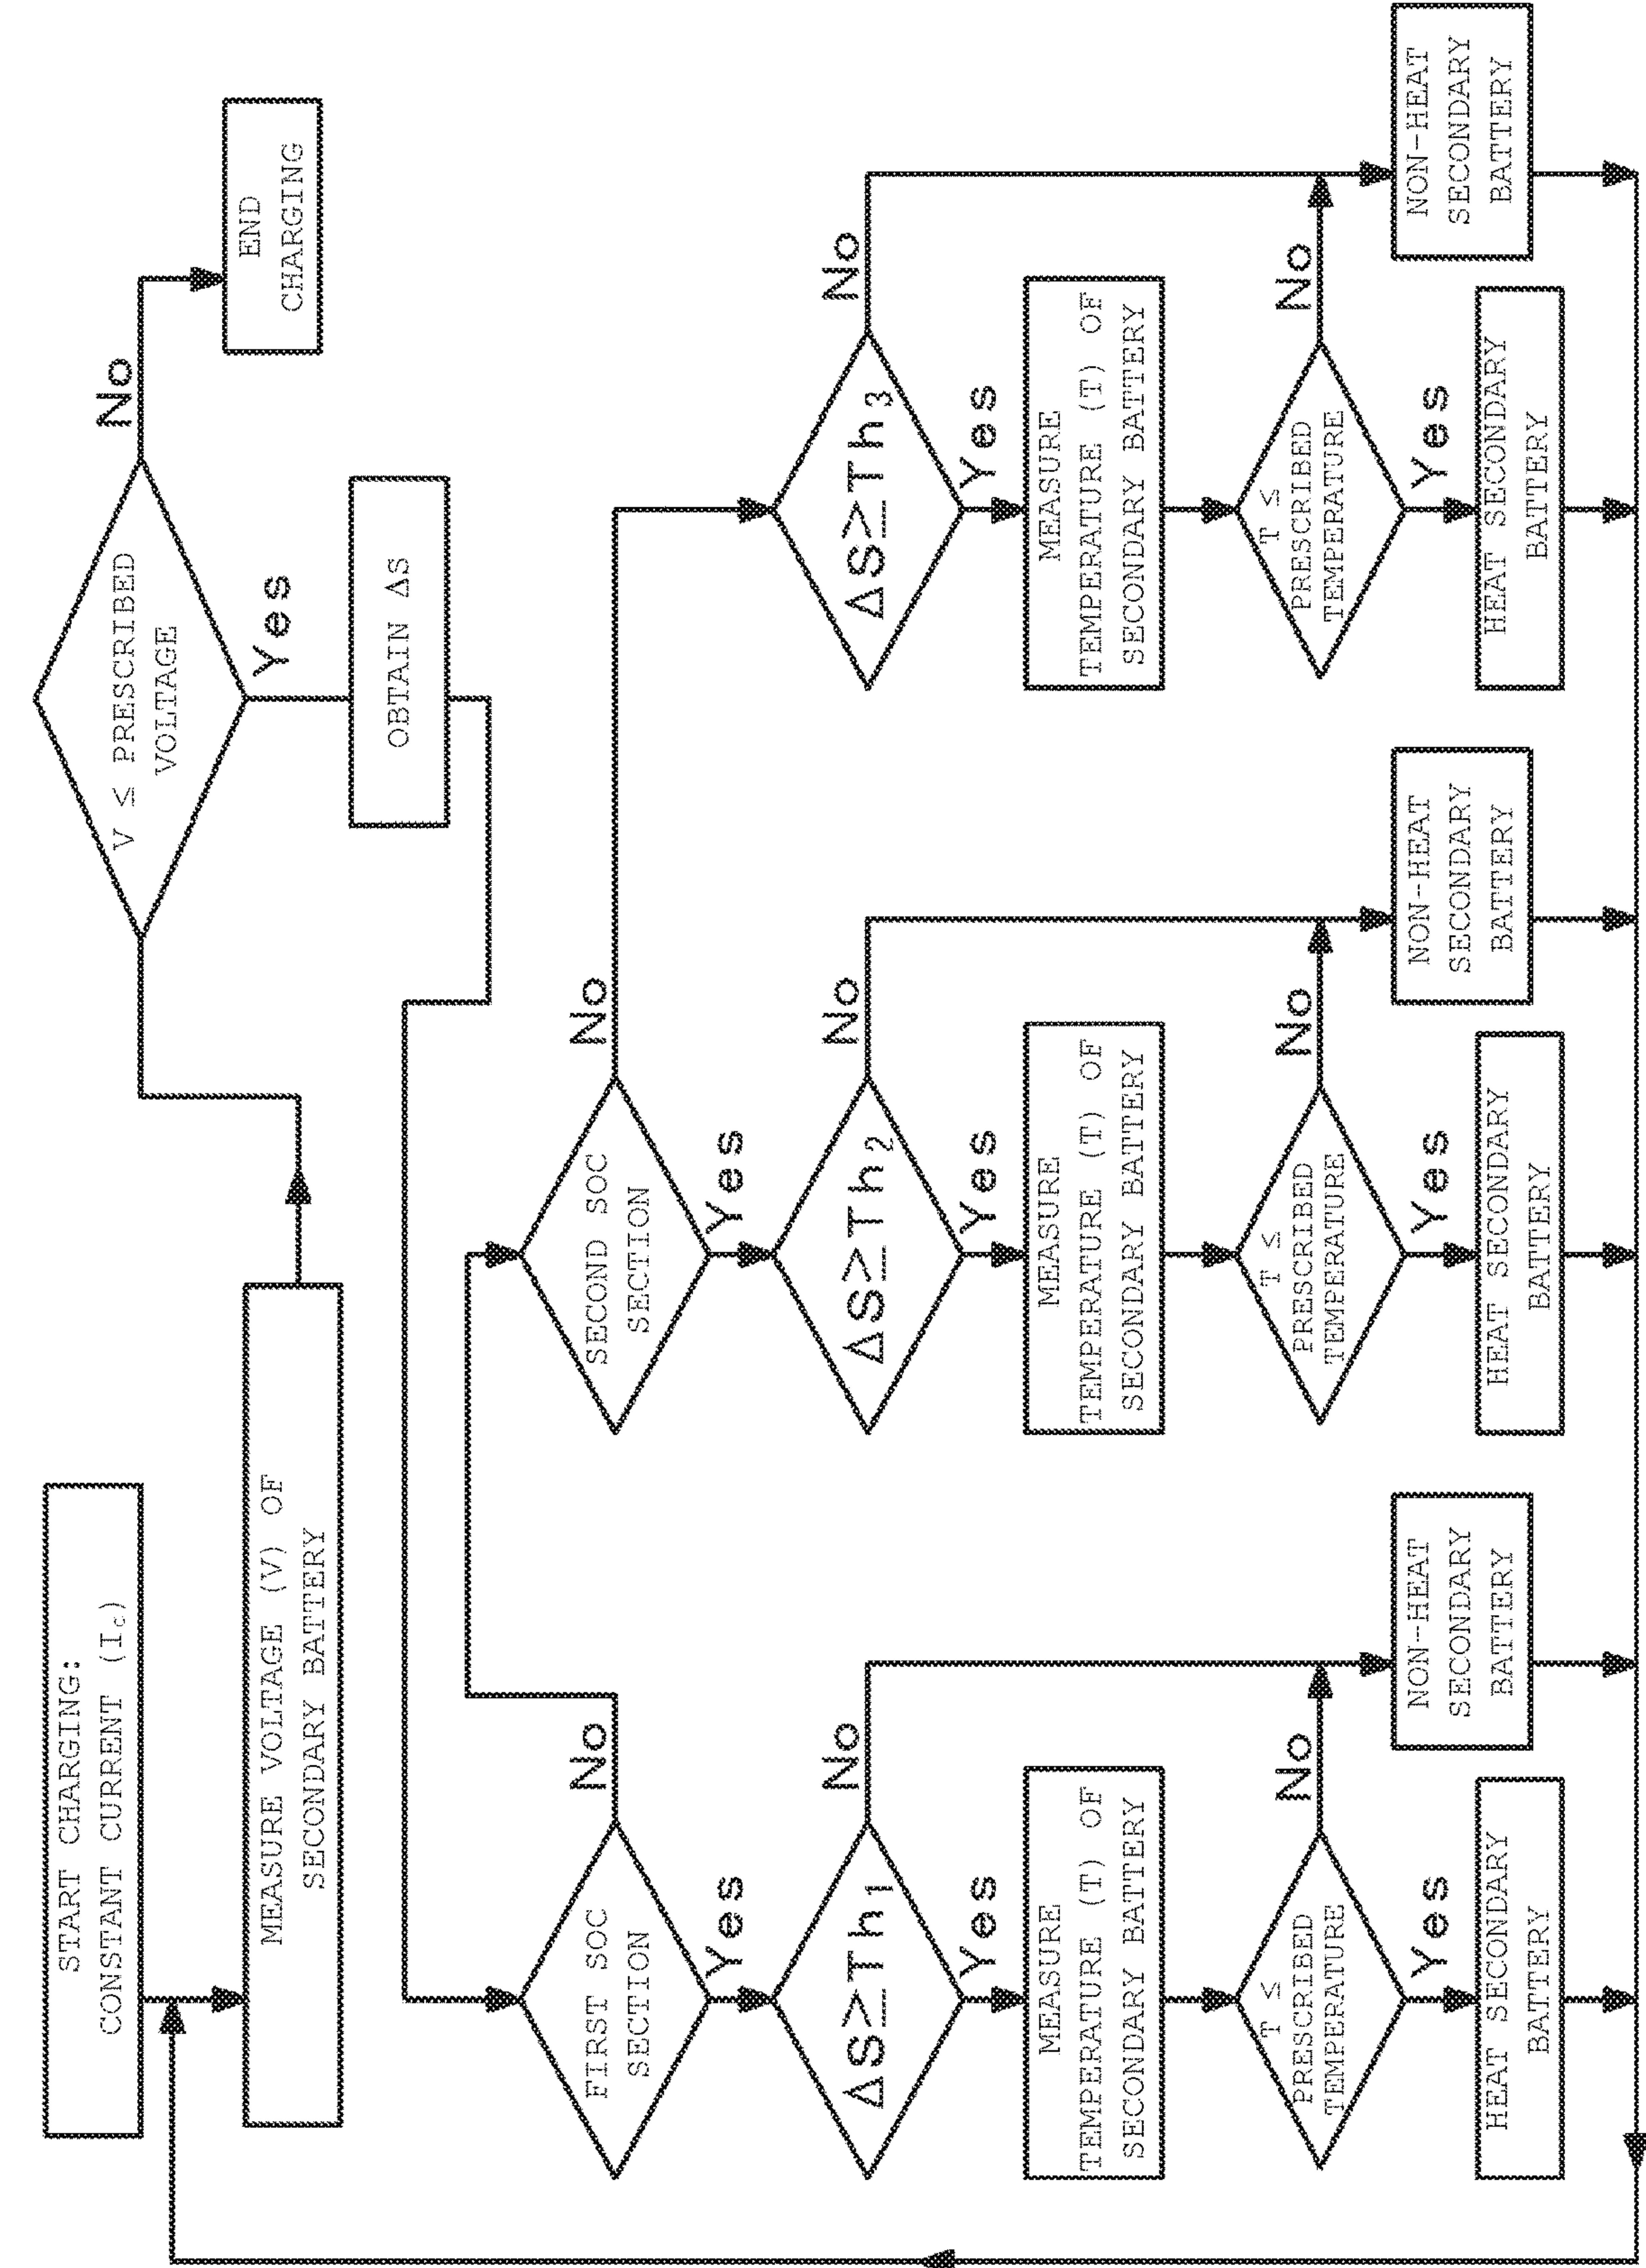 START CHARGING:
CONSTANT CURRENT (Ic)
MEASURE VOLTAGE (V) OF
SECONDARY BATTERY
V ≤ PRESCRIBED
VOLTAGE
No
END
CHARGING
Yes
OBTAIN ΔS
FIRST SOC
SECTION
No
Yes
SECOND SOC
SECTION
No
Yes
ΔS≥Th1
No
Yes
ΔS≥Th2
No
Yes
ΔS≥Th3
No
Yes
MEASURE
TEMPERATURE (T) OF
SECONDARY BATTERY
MEASURE
TEMPERATURE (T) OF
SECONDARY BATTERY
MEASURE
TEMPERATURE (T) OF
SECONDARY BATTERY
T ≤
PRESCRIBED
TEMPERATURE
No
Yes
T ≤
PRESCRIBED
TEMPERATURE
No
Yes
T ≤
PRESCRIBED
TEMPERATURE
No
Yes
HEAT SECONDARY
BATTERY
NON-HEAT
SECONDARY
BATTERY
HEAT SECONDARY
BATTERY
NON-HEAT
SECONDARY
BATTERY
HEAT SECONDARY
BATTERY
NON-HEAT
SECONDARY
BATTERY